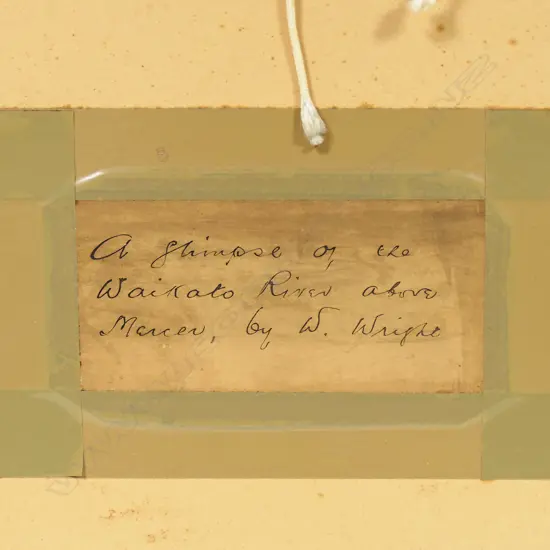 A glimpse of the
Waikato River above
Mercer, by W. Wright